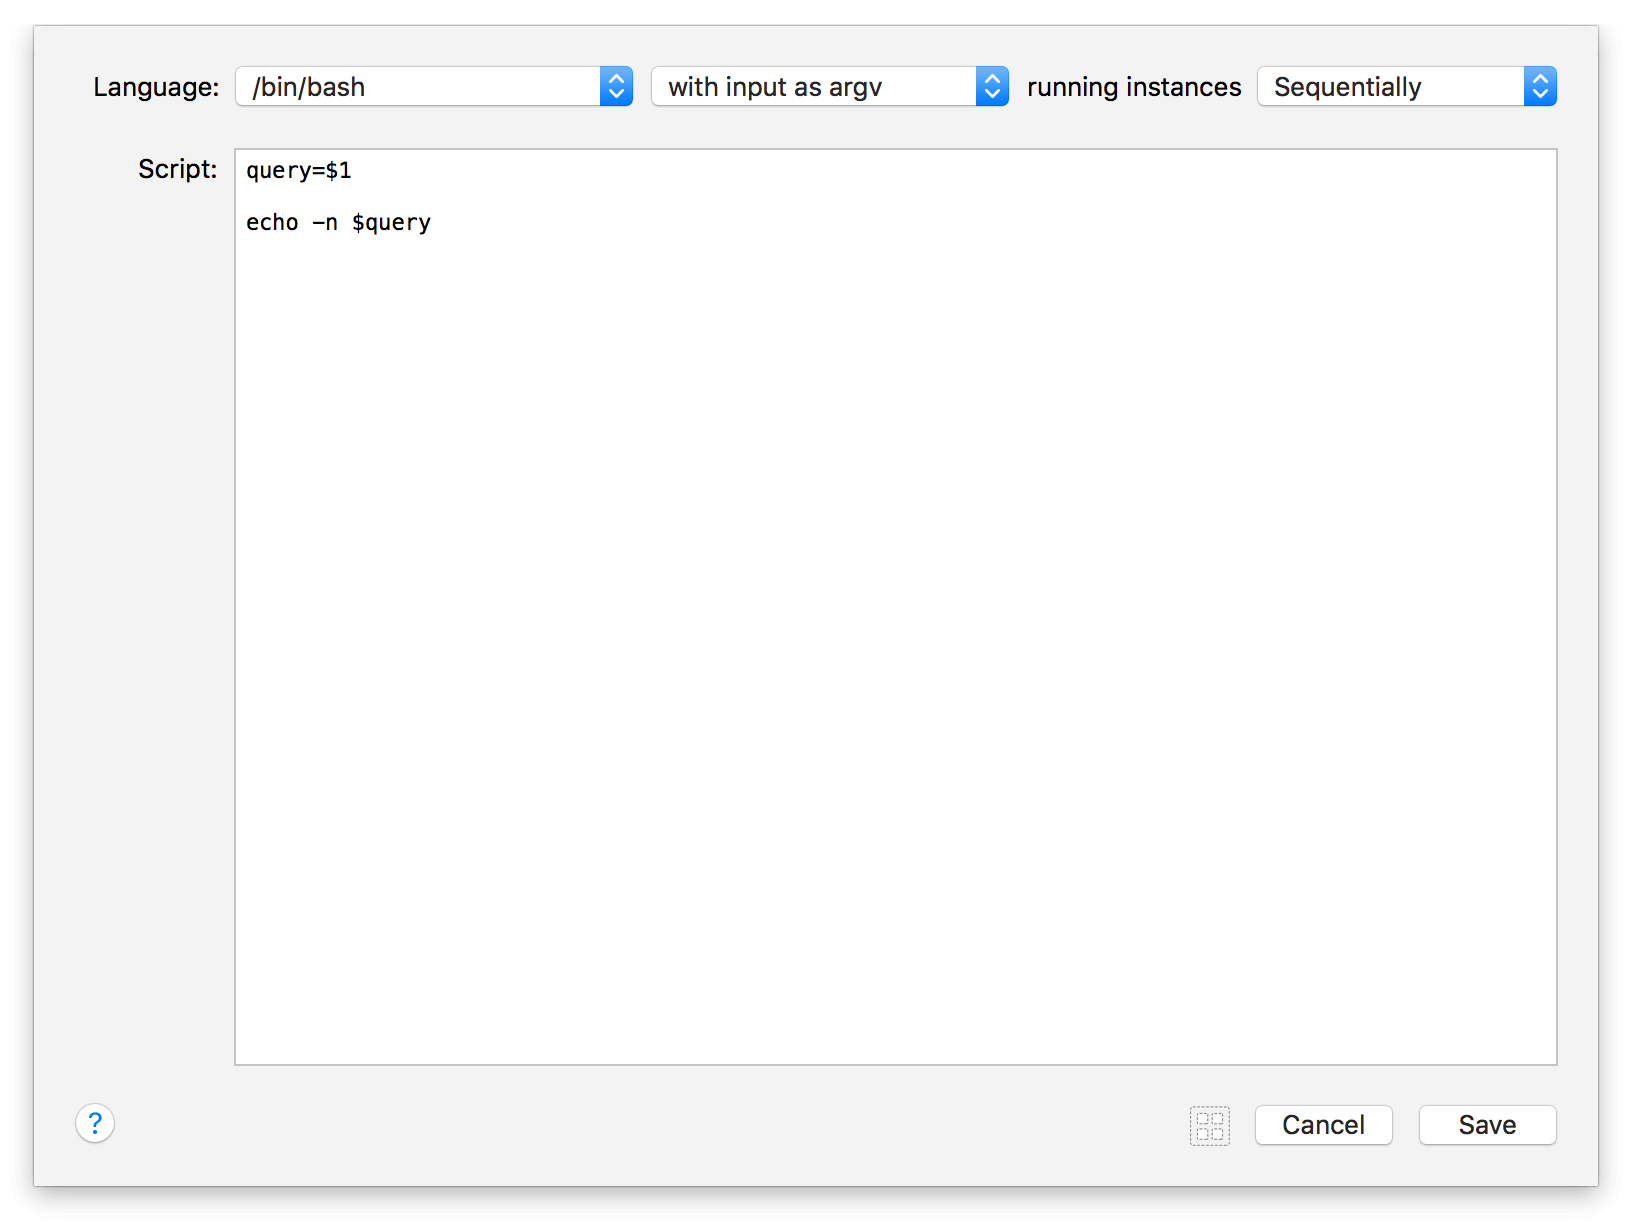 Language: /bin/bash with input as argv running instances Sequentially
Script: query=$1
echo -n $query
? Cancel Save